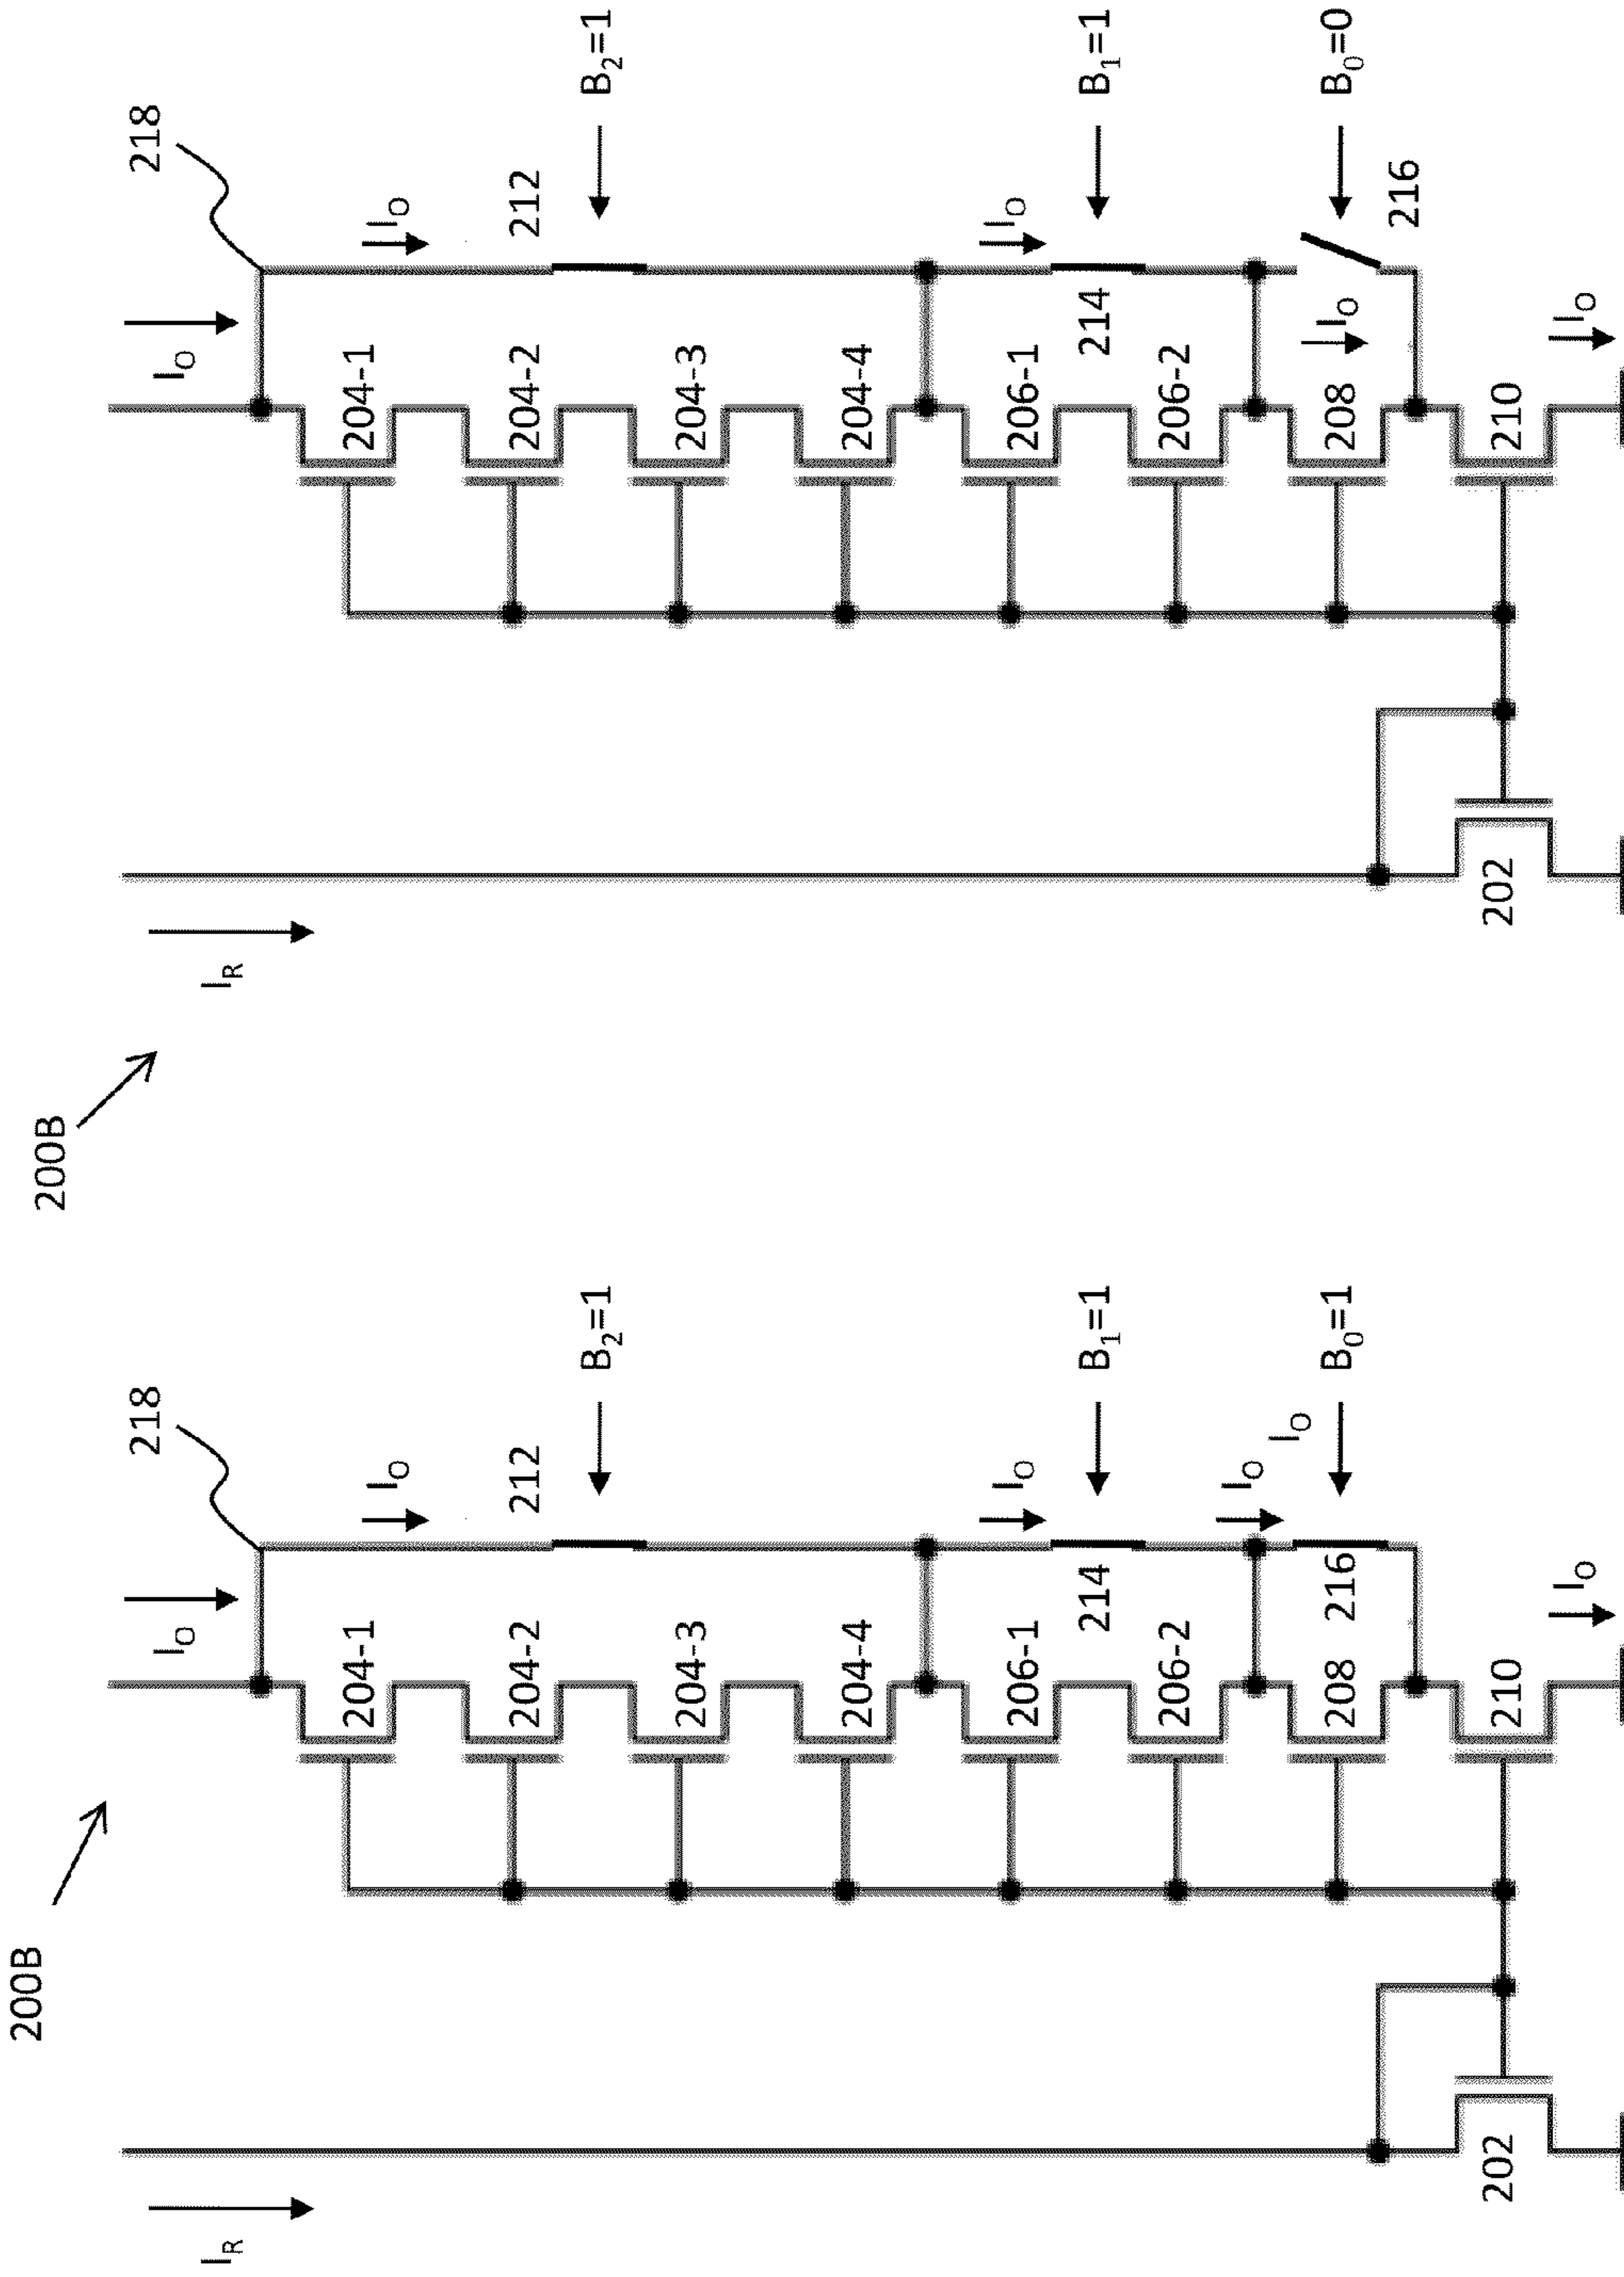 200B
218
I_O
I_O
204-1
212
204-2
B_2=1
204-3
204-4
I_O
206-1
214
B_1=1
206-2
I_O
I_O
208
216
B_0=1
210
I_O
202
I_R
200B
218
I_O
I_O
204-1
212
204-2
B_2=1
204-3
204-4
I_O
206-1
214
B_1=1
206-2
I_O
208
B_0=0
216
210
I_O
202
I_R